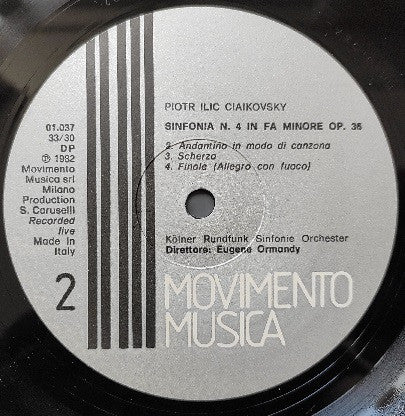 PIOTR ILIC CIAIKOVSKY
SINFONIA N. 4 IN FA MINORE OP. 36
2. Andantino in modo di canzona
3. Scherzo
4. Finale (Allegro con fuoco)
01.037
33/30
DP
℗ 1982
Movimento
Musica srl
Milano
Production
S. Caruselli
Recorded
live
Made in
Italy
Kölner Rundfunk Sinfonie Orchester
Direttore: Eugene Ormandy
2
MOVIMENTO
MUSICA